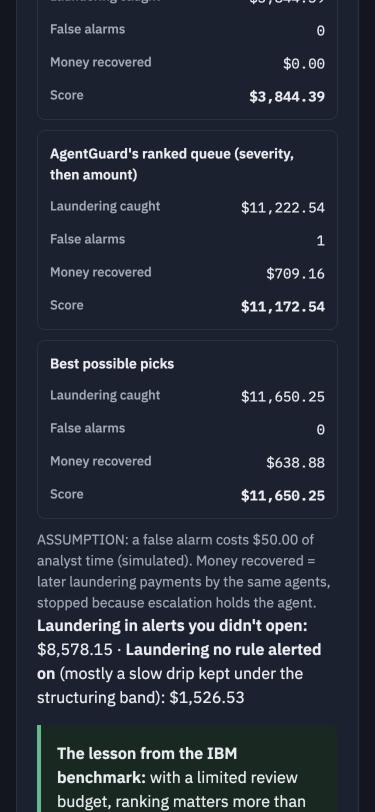 False alarms 0
Money recovered $0.00
Score $3,844.39
AgentGuard's ranked queue (severity,
then amount)
Laundering caught $11,222.54
False alarms 1
Money recovered $709.16
Score $11,172.54
Best possible picks
Laundering caught $11,650.25
False alarms 0
Money recovered $638.88
Score $11,650.25
ASSUMPTION: a false alarm costs $50.00 of
analyst time (simulated). Money recovered =
later laundering payments by the same agents,
stopped because escalation holds the agent.
Laundering in alerts you didn't open:
$8,578.15 · Laundering no rule alerted
on (mostly a slow drip kept under the
structuring band): $1,526.53
The lesson from the IBM
benchmark: with a limited review
budget, ranking matters more than